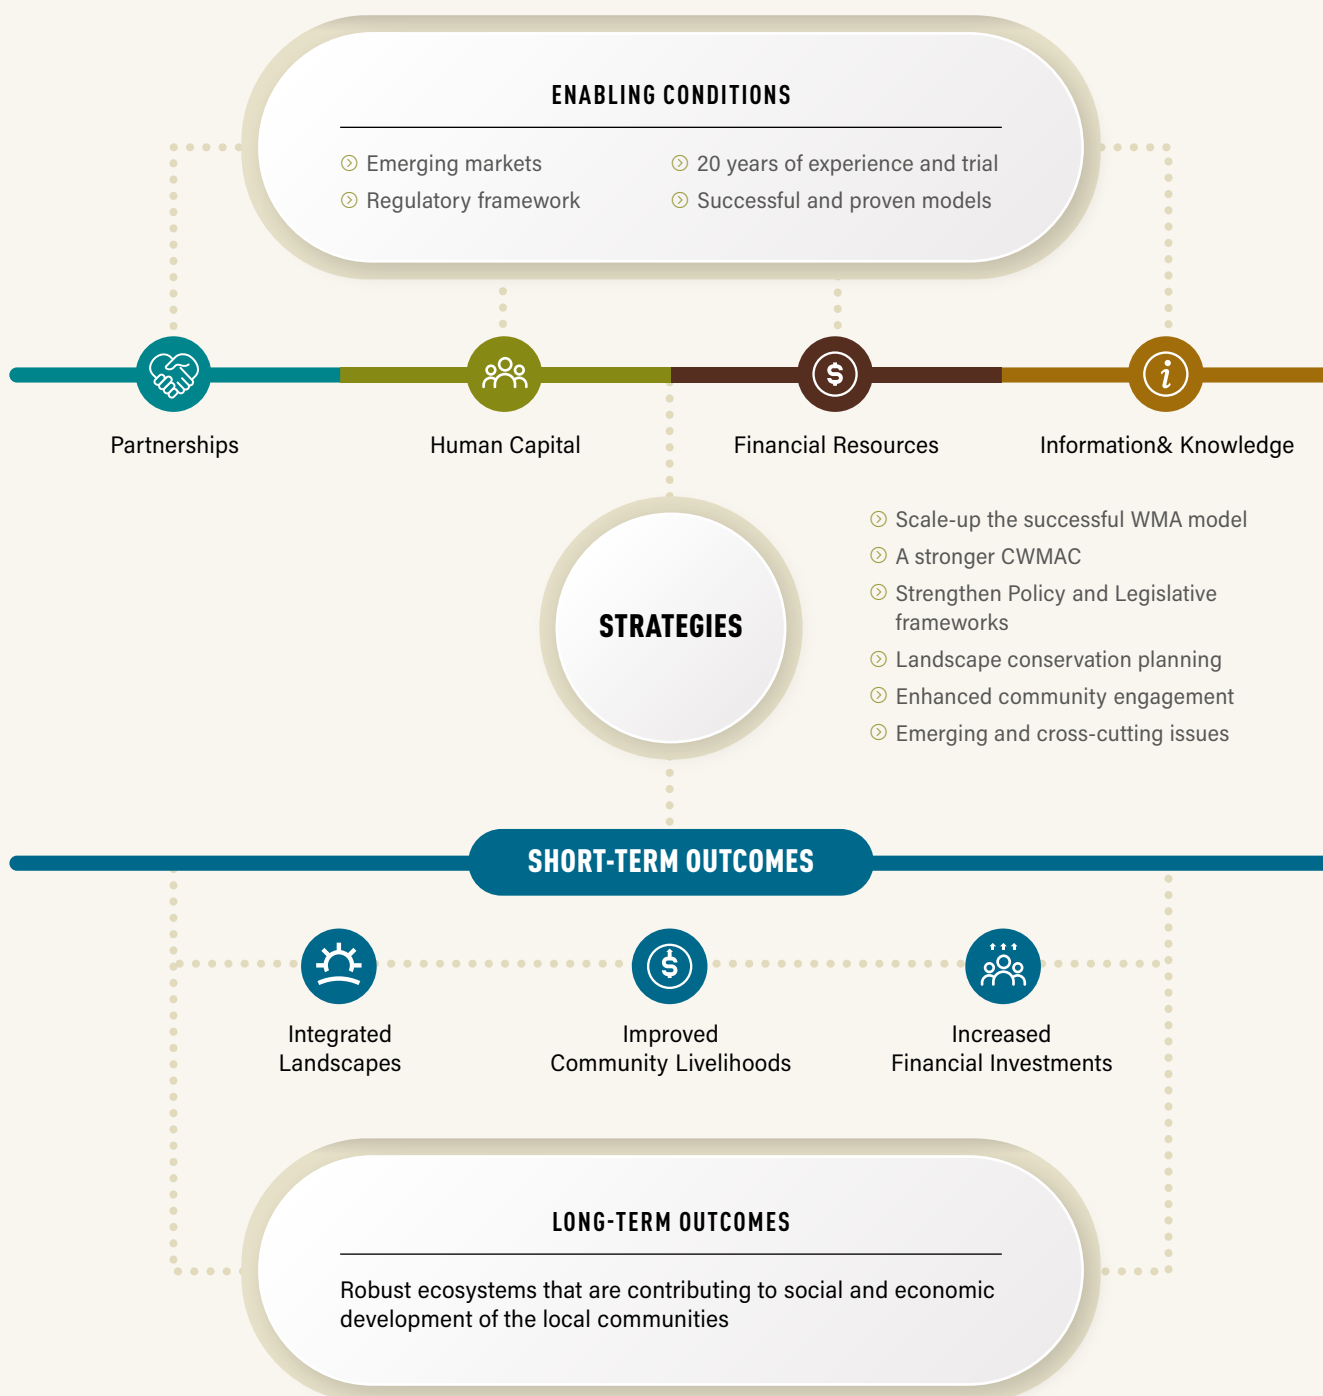 ENABLING CONDITIONS
Emerging markets
Regulatory framework
20 years of experience and trial
Successful and proven models
Partnerships
Human Capital
Financial Resources
Information& Knowledge
STRATEGIES
Scale-up the successful WMA model
A stronger CWMAC
Strengthen Policy and Legislative
frameworks
Landscape conservation planning
Enhanced community engagement
Emerging and cross-cutting issues
SHORT-TERM OUTCOMES
Integrated
Landscapes
Improved
Community Livelihoods
Increased
Financial Investments
LONG-TERM OUTCOMES
Robust ecosystems that are contributing to social and economic
development of the local communities